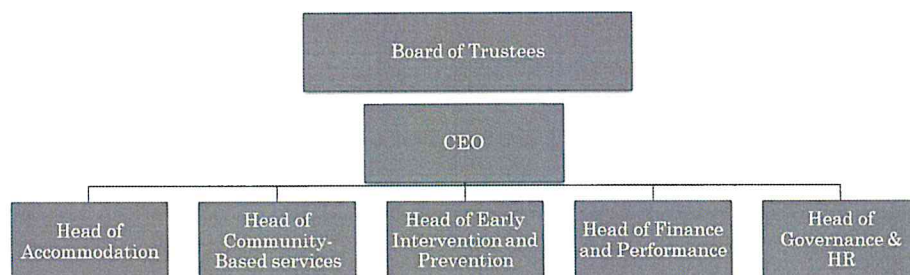 Board of Trustees
CEO
Head of
Accommodation
Head of
Community-
Based services
Head of Early
Intervention and
Prevention
Head of Finance
and Performance
Head of
Governance &
HR